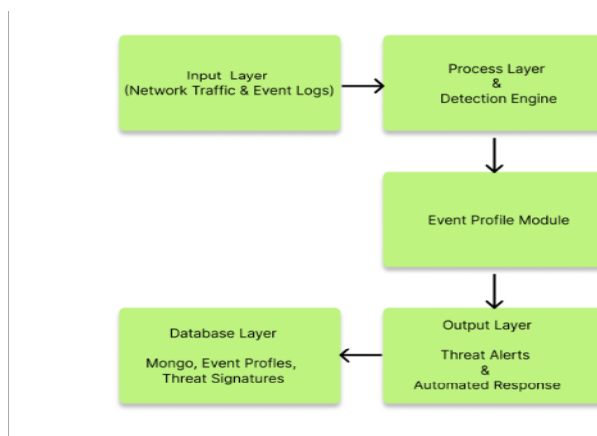 Input Layer
(Network Traffic & Event Logs)
Process Layer
&
Detection Engine
Event Profile Module
Output Layer
Threat Alerts
&
Automated Response
Database Layer
Mongo, Event Profles,
Threat Signatures